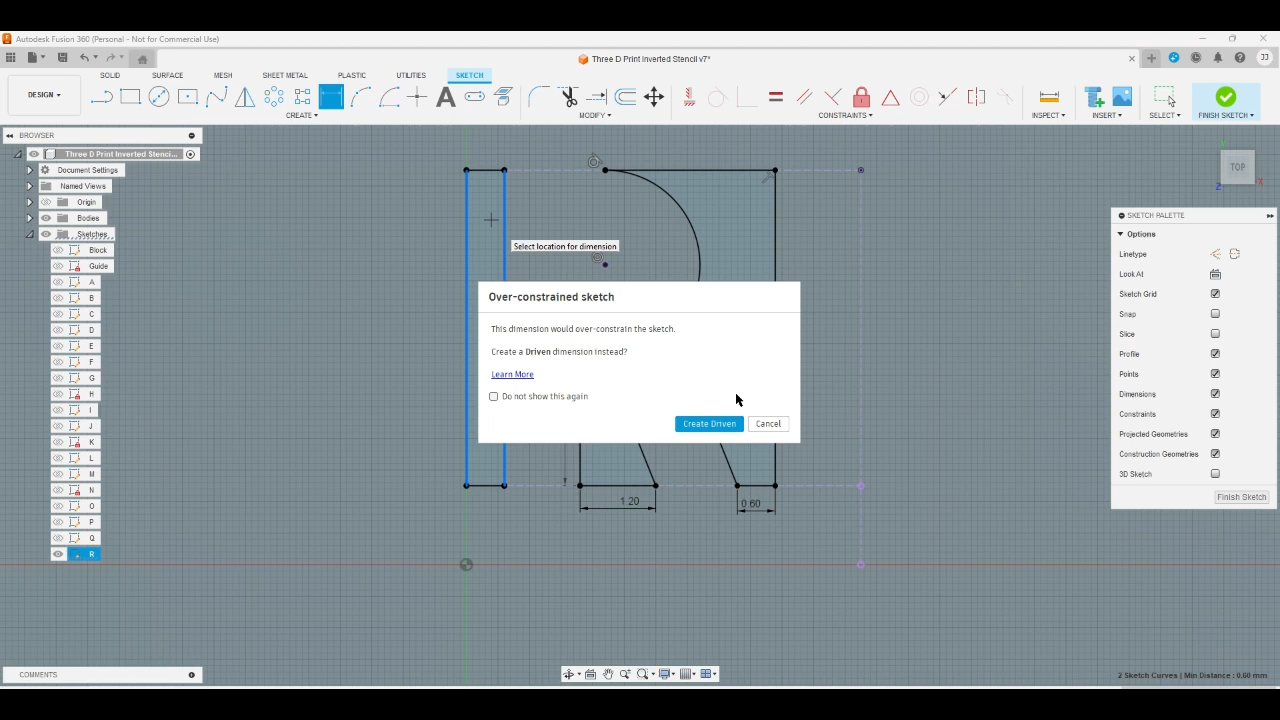 Autodesk Fusion 360 (Personal - Not for Commercial Use)
Three D Print Inverted Stencil v7*
JJ
SOLID
SURFACE
MESH
SHEET METAL
PLASTIC
UTILITIES
SKETCH
DESIGN
CREATE
MODIFY
CONSTRAINTS
INSPECT
INSERT
SELECT
FINISH SKETCH
BROWSER
Three D Print Inverted Stenci...
Document Settings
Named Views
Origin
Bodies
Sketches
Block
Guide
A
B
C
D
E
F
G
H
I
J
K
L
M
N
O
P
Q
R
Select location for dimension
Over-constrained sketch
This dimension would over-constrain the sketch.
Create a Driven dimension instead?
Learn More
Do not show this again
Create Driven
Cancel
1.20
0.60
TOP
Y
X
Z
SKETCH PALETTE
Options
Linetype
Look At
Sketch Grid
Snap
Slice
Profile
Points
Dimensions
Constraints
Projected Geometries
Construction Geometries
3D Sketch
Finish Sketch
COMMENTS
2 Sketch Curves | Min Distance : 0.60 mm